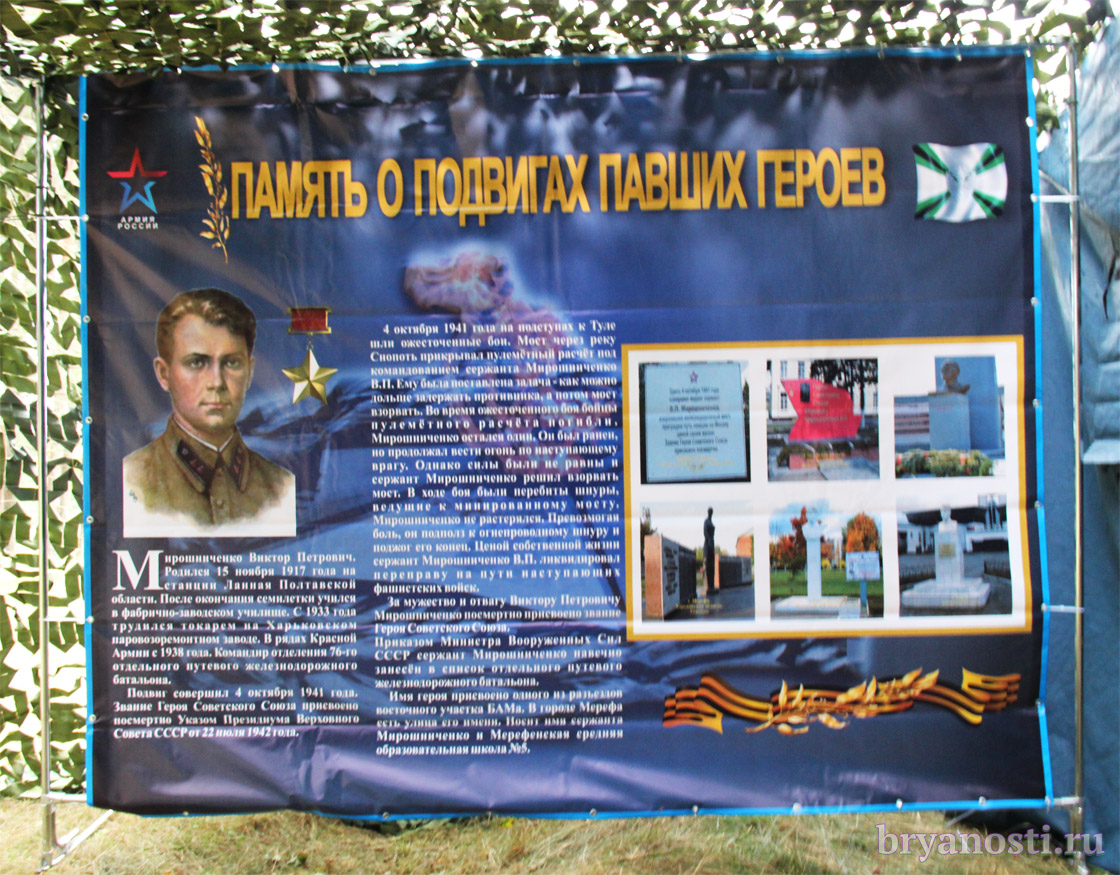 ПАМЯТЬ О ПОДВИГАХ ПАВШИХ ГЕРОЕВ
АРМИЯ
РОССИИ
Мирошниченко Виктор Петрович.
Родился 15 ноября 1917 года на
станции Ланная Полтавской
области. После окончания семилетки учился
в фабрично-заводском училище. С 1933 года
трудился токарем на Харьковском
паровозоремонтном заводе. В рядах Красной
Армии с 1938 года. Командир отделения 76-го
отдельного путевого железнодорожного
батальона.
Подвиг совершил 4 октября 1941 года.
Звание Героя Советского Союза присвоено
посмертно Указом Президиума Верховного
Совета СССР от 22 июля 1942 года.
4 октября 1941 года на подступах к Туле
шли ожесточенные бои. Мост через реку
Снопоть прикрывал пулемётный расчёт под
командованием сержанта Мирошниченко
В.П. Ему была поставлена задача - как можно
дольше задержать противника, а потом мост
взорвать. Во время ожесточенного боя бойцы
пулемётного расчёта погибли.
Мирошниченко остался один. Он был ранен,
но продолжал вести огонь по наступающему
врагу. Однако силы были не равны и
сержант Мирошниченко решил взорвать
мост. В ходе боя были перебиты шнуры,
ведущие к минированному мосту.
Мирошниченко не растерялся. Превозмогая
боль, он подполз к огнепроводному шнуру и
поджог его конец. Ценой собственной жизни
сержант Мирошниченко В.П. ликвидировал
переправу на пути наступающих
фашистских войск.
За мужество и отвагу Виктору Петровичу
Мирошниченко посмертно присвоено звание
Героя Советского Союза.
Приказом Министра Вооруженных Сил
СССР сержант Мирошниченко навечно
занесён в список отдельного путевого
железнодорожного батальона.
Имя героя присвоено одного из разъездов
восточного участка БАМа. В городе Мерефа
есть улица его имени. Носит имя сержанта
Мирошниченко и Мерефенская средняя
образовательная школа №5.
Здесь 4 октября 1941 года
В.П. Мирошниченко,
bryanosti.ru